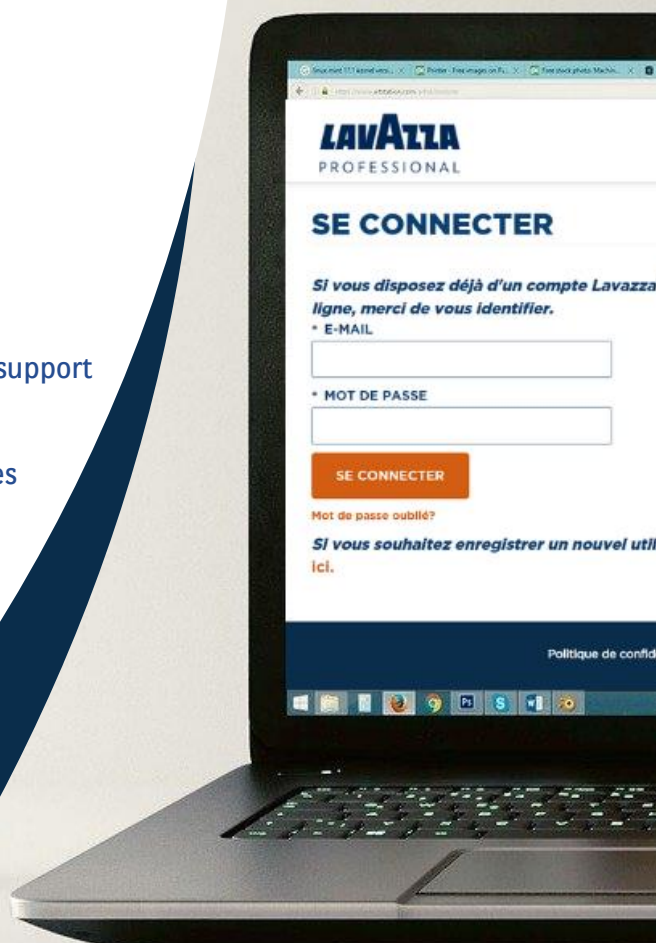 support
es
LAVAZZA
PROFESSIONAL
SE CONNECTER
Si vous disposez déjà d'un compte Lavazza
ligne, merci de vous identifier.
* E-MAIL
* MOT DE PASSE
SE CONNECTER
Mot de passe oublié?
Si vous souhaitez enregistrer un nouvel util
ici.
Politique de confid